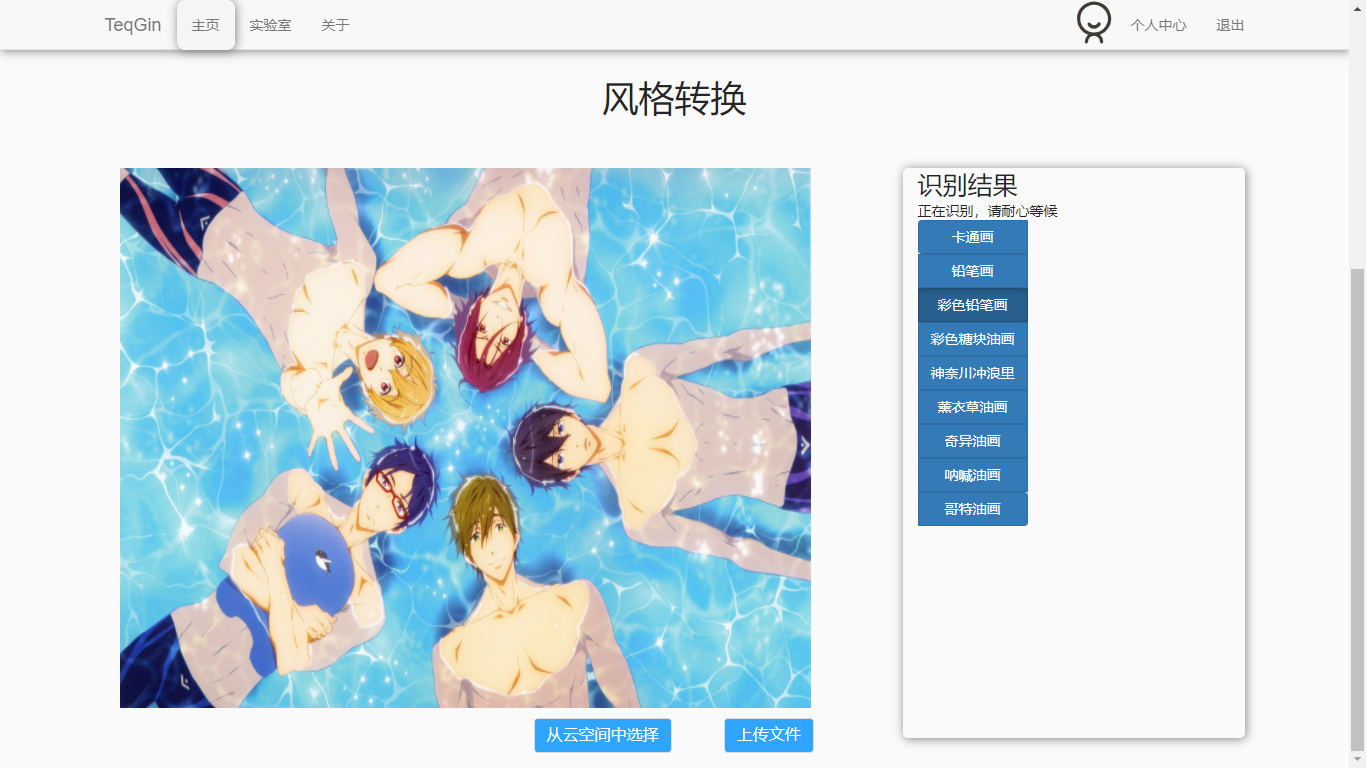 TeqGin 主页 实验室 关于 个人中心 退出
风格转换
识别结果
正在识别，请耐心等候
卡通画
铅笔画
彩色铅笔画
彩色糖块油画
神奈川冲浪里
薰衣草油画
奇异油画
呐喊油画
哥特油画
从云空间中选择 上传文件